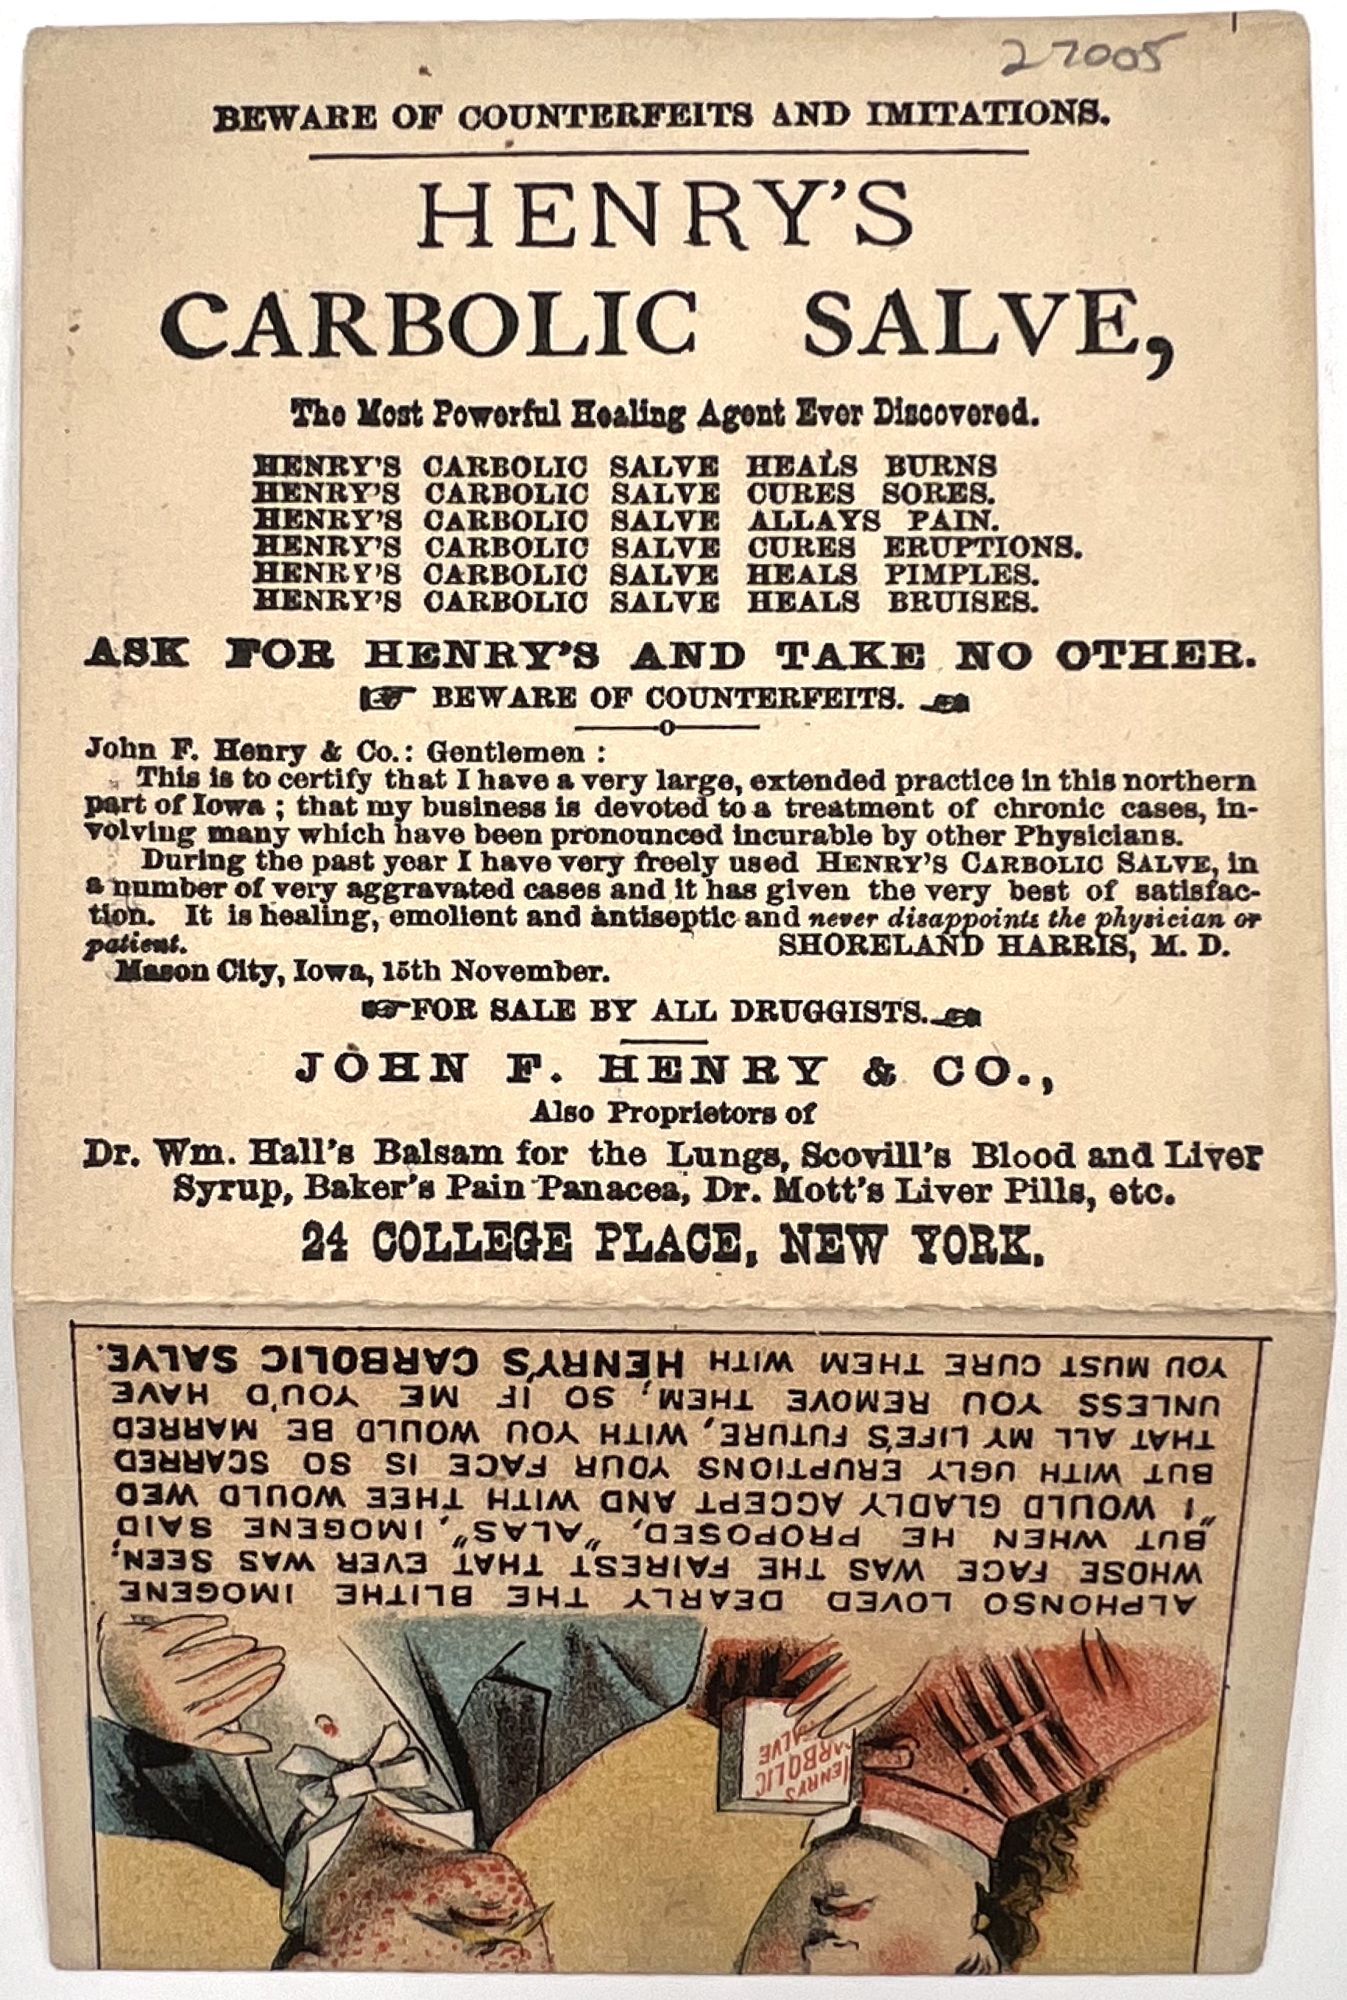 27005
BEWARE OF COUNTERFEITS AND IMITATIONS.
HENRY'S
CARBOLIC SALVE,
The Most Powerful Healing Agent Ever Discovered.
HENRY'S CARBOLIC SALVE HEALS BURNS
HENRY'S CARBOLIC SALVE CURES SORES.
HENRY'S CARBOLIC SALVE ALLAYS PAIN.
HENRY'S CARBOLIC SALVE CURES ERUPTIONS.
HENRY'S CARBOLIC SALVE HEALS PIMPLES.
HENRY'S CARBOLIC SALVE HEALS BRUISES.
ASK FOR HENRY'S AND TAKE NO OTHER.
☞ BEWARE OF COUNTERFEITS. ☜
John F. Henry & Co.: Gentlemen :
This is to certify that I have a very large, extended practice in this northern
part of Iowa ; that my business is devoted to a treatment of chronic cases, in-
volving many which have been pronounced incurable by other Physicians.
During the past year I have very freely used HENRY'S CARBOLIC SALVE, in
a number of very aggravated cases and it has given the very best of satisfac-
tion. It is healing, emolient and antiseptic and never disappoints the physician or
patient. SHORELAND HARRIS, M. D.
Mason City, Iowa, 15th November.
☞FOR SALE BY ALL DRUGGISTS.☜
JOHN F. HENRY & CO.,
Also Proprietors of
Dr. Wm. Hall's Balsam for the Lungs, Scovill's Blood and Liver
Syrup, Baker's Pain Panacea, Dr. Mott's Liver Pills, etc.
24 COLLEGE PLACE, NEW YORK.
HENRY'S
CARBOLIC
SALVE
ALPHONSO LOVED DEARLY THE BLITHE IMOGENE
WHOSE FACE WAS THE FAIREST THAT EVER WAS SEEN;
BUT WHEN HE PROPOSED, "ALAS", IMOGENE SAID
"I WOULD GLADLY ACCEPT AND WITH THEE WOULD WED
BUT WITH UGLY ERUPTIONS YOUR FACE IS SO SCARRED
THAT ALL MY LIFE'S FUTURE, WITH YOU WOULD BE MARRED
UNLESS YOU REMOVE THEM; SO IF ME YOU'D HAVE
YOU MUST CURE THEM WITH HENRY'S CARBOLIC SALVE.